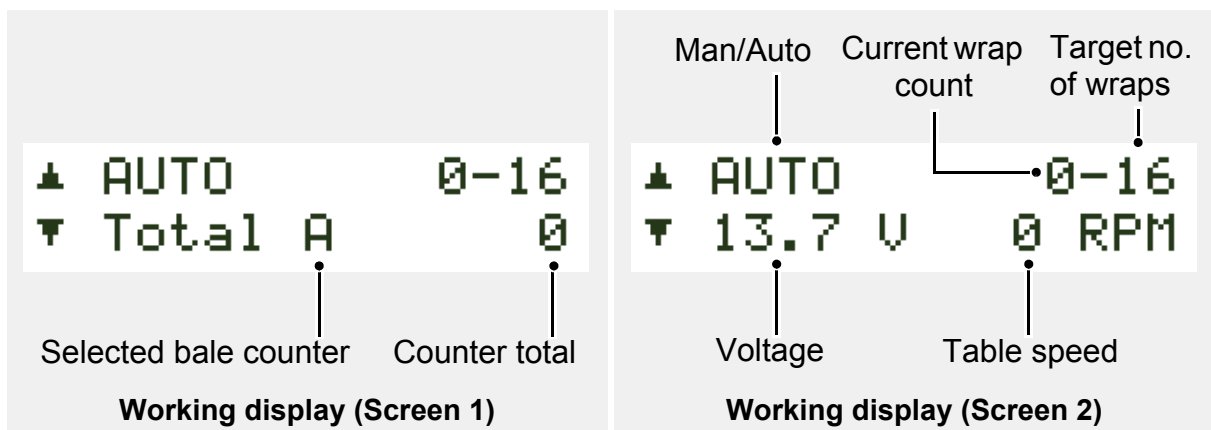 ▲ AUTO 0-16
▼ Total A 0
Selected bale counter Counter total
Working display (Screen 1)
Man/Auto Current wrap count Target no. of wraps
▲ AUTO 0-16
▼ 13.7 V 0 RPM
Voltage Table speed
Working display (Screen 2)